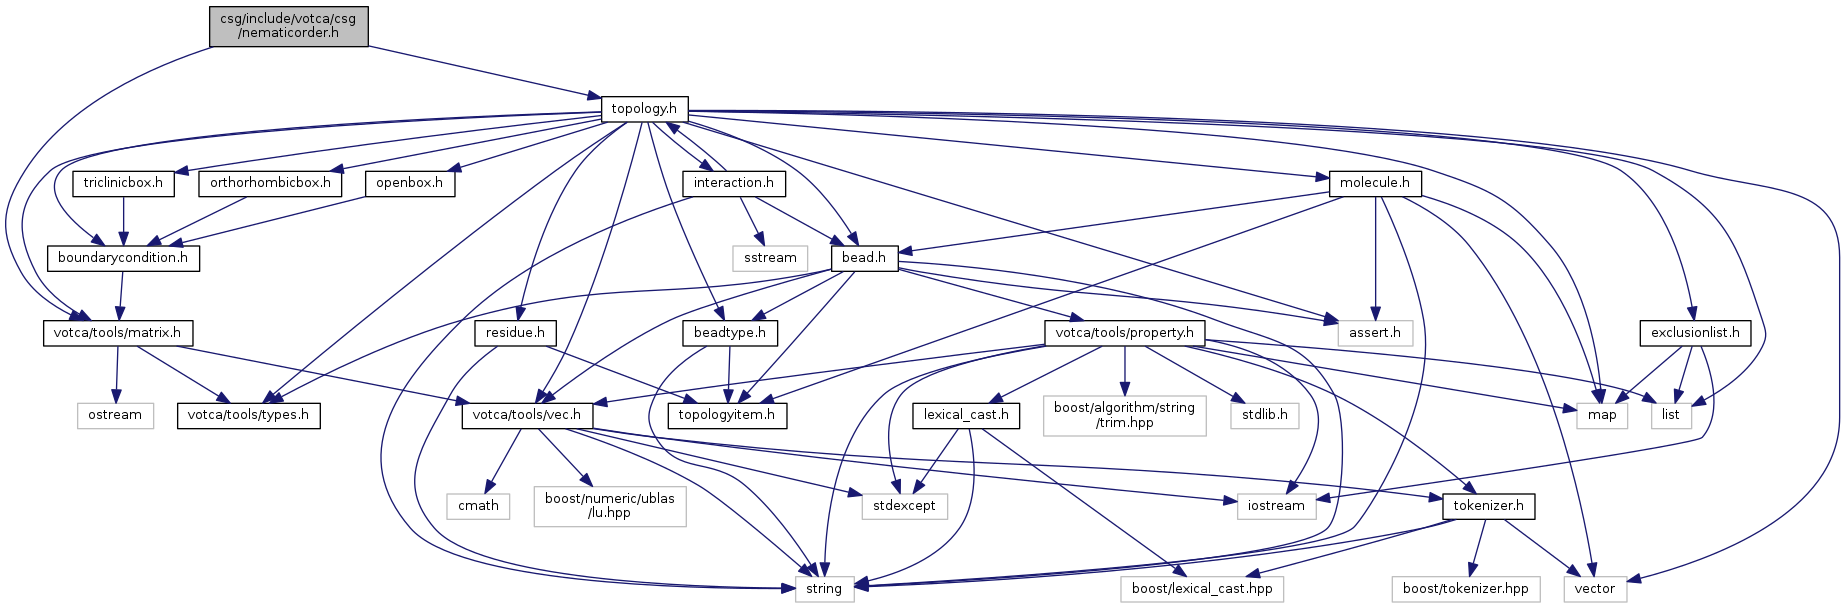 csg/include/votca/csg
/nematicorder.h
topology.h
triclinicbox.h
orthorhombicbox.h
openbox.h
interaction.h
molecule.h
boundarycondition.h
sstream
bead.h
votca/tools/matrix.h
residue.h
beadtype.h
votca/tools/property.h
assert.h
exclusionlist.h
ostream
votca/tools/types.h
votca/tools/vec.h
topologyitem.h
lexical_cast.h
boost/algorithm/string
/trim.hpp
stdlib.h
map
list
cmath
boost/numeric/ublas
/lu.hpp
stdexcept
iostream
tokenizer.h
string
boost/lexical_cast.hpp
boost/tokenizer.hpp
vector